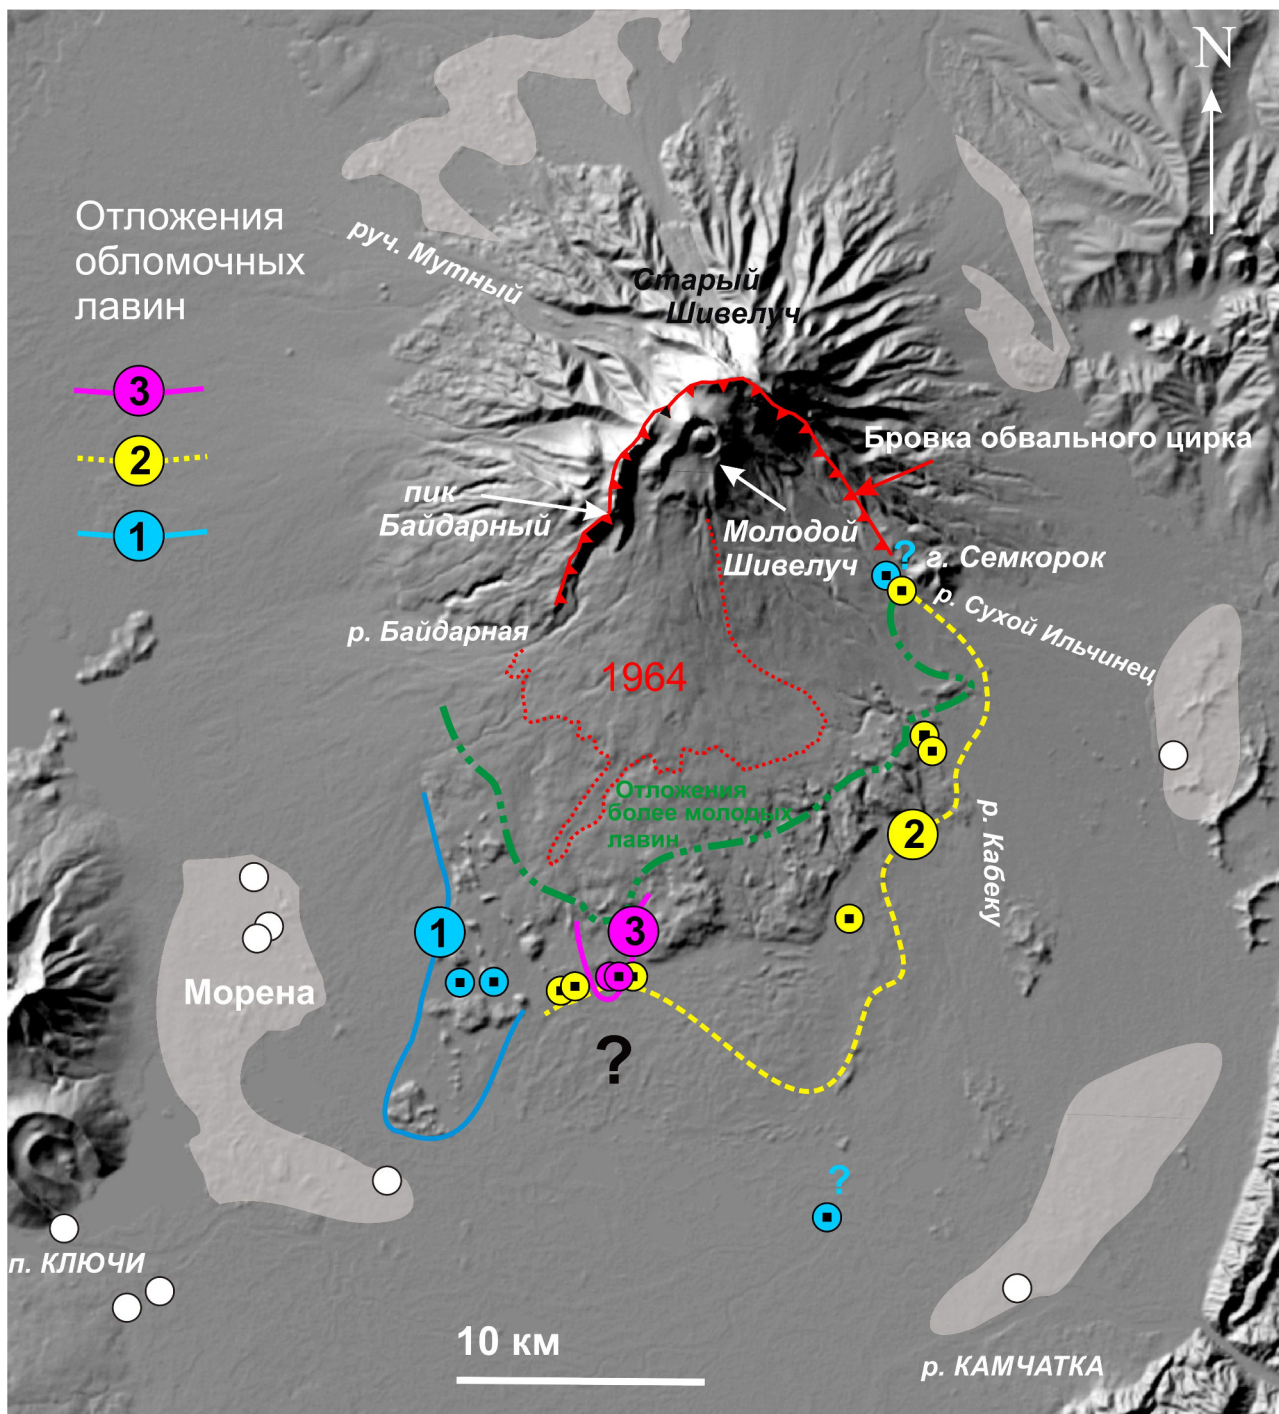 N
Отложения
обломочных
лавин
3
2
1
руч. Мутный
Старый
Шивелуч
Бровка обвального цирка
пик
Байдарный
Молодой
Шивелуч
?
г. Семкорок
р. Сухой Ильчинец
р. Байдарная
1964
Отложения
более молодых
лавин
2
р. Кабеку
1
3
Морена
?
?
п. КЛЮЧИ
10 км
р. КАМЧАТКА